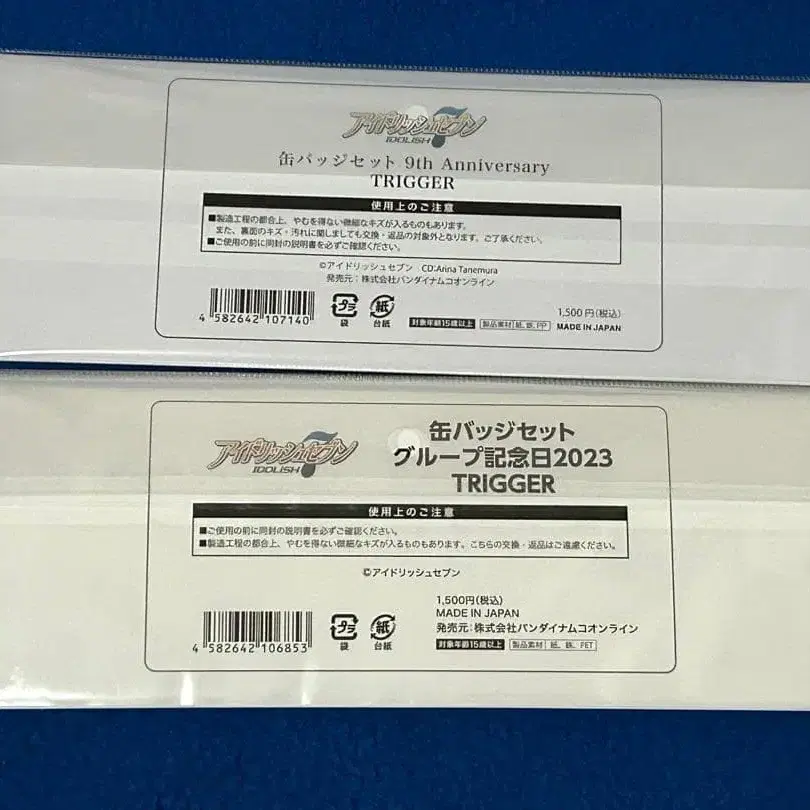 アイドリッシュセブン
IDOLiSH7
缶バッジセット 9th Anniversary
TRIGGER
使用上のご注意
■製造工程の都合上、やむを得ない微細なキズが入るものもあります。
また、裏面のキズ・汚れに関しましても交換・返品の対象外となります。ご了承ください。
■ご使用の前に同封の説明書を必ずご確認ください。
©アイドリッシュセブン CD:Arina Tanemura
発売元：株式会社バンダイナムコオンライン
4 582642 107140
プラ
袋
紙
台紙
対象年齢15歳以上
製品素材 紙、鉄、PP
1,500円(税込)
MADE IN JAPAN
アイドリッシュセブン
IDOLiSH7
缶バッジセット
グループ記念日2023
TRIGGER
使用上のご注意
■ご使用の前に同封の説明書を必ずご確認ください。
■製造工程の都合上、やむを得ない微細なキズが入るものもあります。こちらの交換・返品はご遠慮ください。
©アイドリッシュセブン
4 582642 106853
プラ
袋
紙
台紙
1,500円(税込)
MADE IN JAPAN
発売元：株式会社バンダイナムコオンライン
対象年齢15歳以上
製品素材 紙、鉄、PET